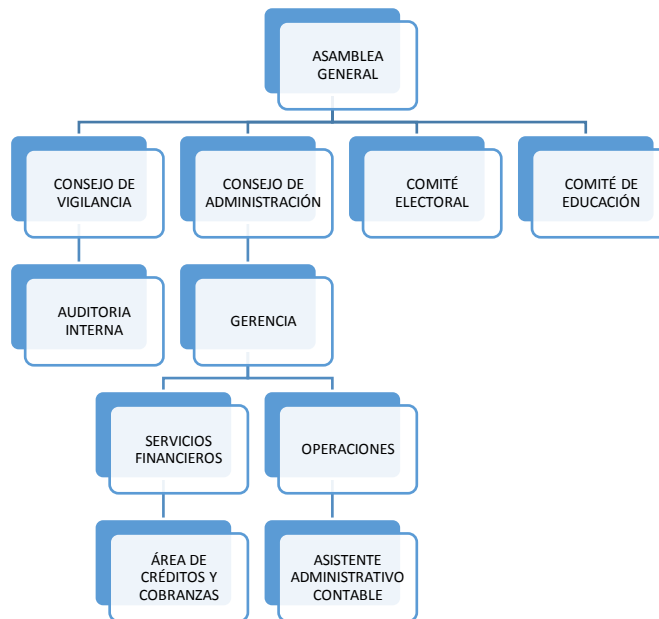 ASAMBLEA
GENERAL
CONSEJO DE
VIGILANCIA
CONSEJO DE
ADMINISTRACIÓN
COMITÉ
ELECTORAL
COMITÉ DE
EDUCACIÓN
AUDITORIA
INTERNA
GERENCIA
SERVICIOS
FINANCIEROS
OPERACIONES
ÁREA DE
CRÉDITOS Y
COBRANZAS
ASISTENTE
ADMINISTRATIVO
CONTABLE